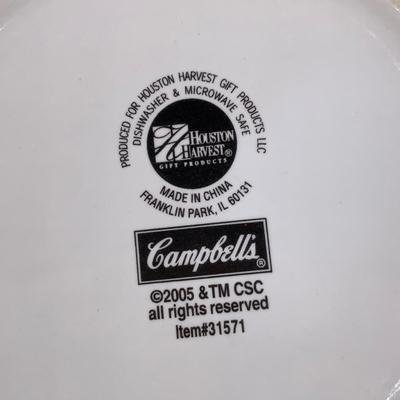 PRODUCED FOR HOUSTON HARVEST GIFT PRODUCTS LLC
DISHWASHER & MICROWAVE SAFE
HOUSTON
HARVEST®
GIFT PRODUCTS
MADE IN CHINA
FRANKLIN PARK, IL 60131
Campbell's®
©2005 &TM CSC
all rights reserved
Item#31571